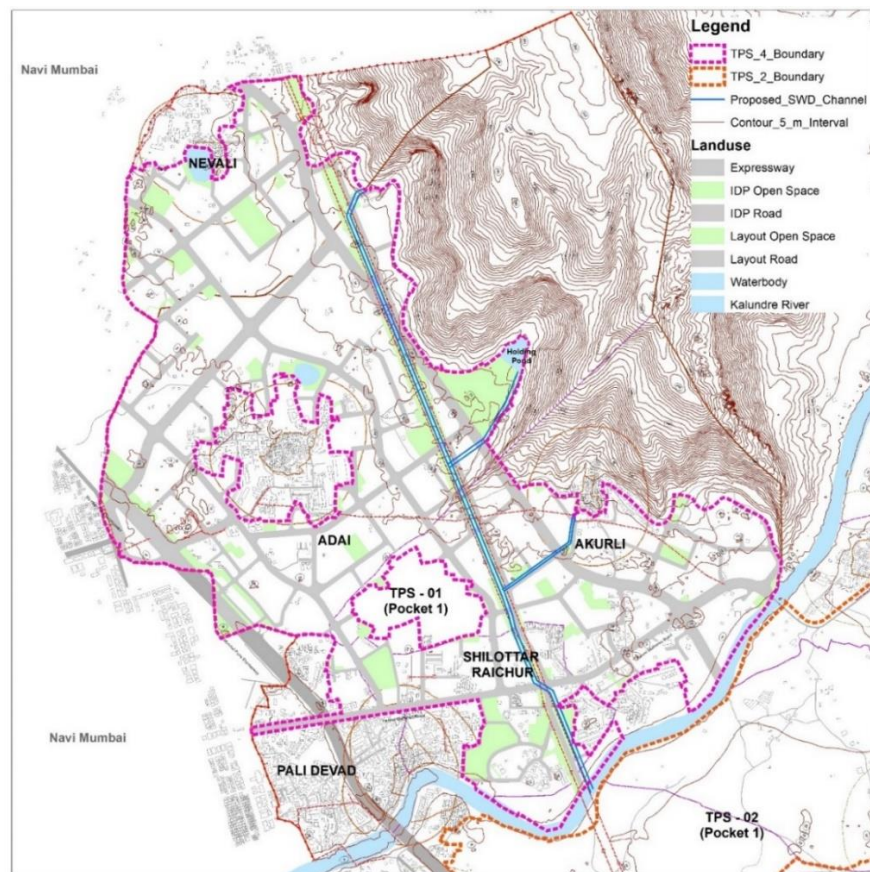 Legend
TPS_4_Boundary
TPS_2_Boundary
Proposed_SWD_Channel
Contour_5_m_Interval
Landuse
Expressway
IDP Open Space
IDP Road
Layout Open Space
Layout Road
Waterbody
Kalundre River
Navi Mumbai
NEVALI
Holding
Pond
ADAI
AKURLI
TPS - 01
(Pocket 1)
SHILOTTAR
RAICHUR
Navi Mumbai
PALI DEVAD
TPS - 02
(Pocket 1)